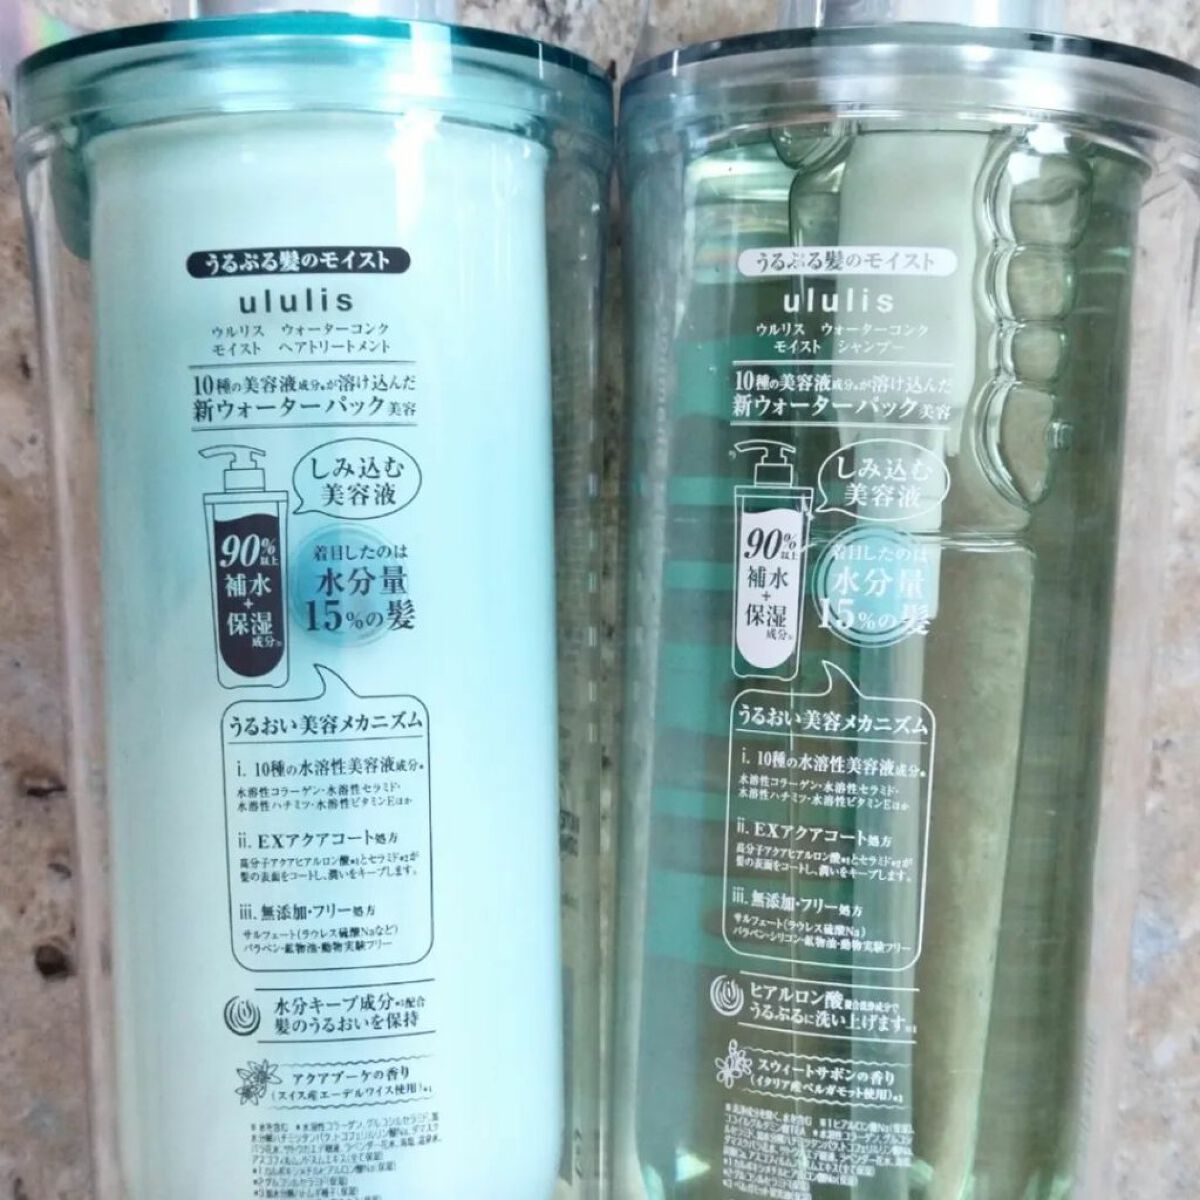 うるぷる髪のモイスト
ululis
ウルリス ウォーターコンク
モイスト ヘアトリートメント
10種の美容液成分※が溶け込んだ
新ウォーターパック美容
しみ込む
美容液
90%以上
補水
+
保湿
成分※
着目したのは
水分量
15%の髪
うるおい美容メカニズム
i. 10種の水溶性美容液成分※
水溶性コラーゲン・水溶性セラミド・
水溶性ハチミツ・水溶性ビタミンEほか
ii. EXアクアコート処方
高分子アクアヒアルロン酸※1とセラミド※2が
髪の表面をコートし、潤いをキープします。
iii. 無添加・フリー処方
サルフェート(ラウレス硫酸Naなど)
パラベン・鉱物油・動物実験フリー
水分キープ成分※3配合
髪のうるおいを保持
アクアブーケの香り
(スイス産エーデルワイス使用)
うるぷる髪のモイスト
ululis
ウルリス ウォーターコンク
モイスト シャンプー
10種の美容液成分※が溶け込んだ
新ウォーターパック美容
しみ込む
美容液
90%以上
補水
+
保湿
成分※
着目したのは
水分量
15%の髪
うるおい美容メカニズム
i. 10種の水溶性美容液成分※
水溶性コラーゲン・水溶性セラミド・
水溶性ハチミツ・水溶性ビタミンEほか
ii. EXアクアコート処方
高分子アクアヒアルロン酸※1とセラミド※2が
髪の表面をコートし、潤いをキープします。
iii. 無添加・フリー処方
サルフェート(ラウレス硫酸Na)
パラベン・シリコン・鉱物油・動物実験フリー
ヒアルロン酸複合洗浄成分で
うるぷるに洗い上げます
スウィートサボンの香り
(イタリア産ベルガモット使用)